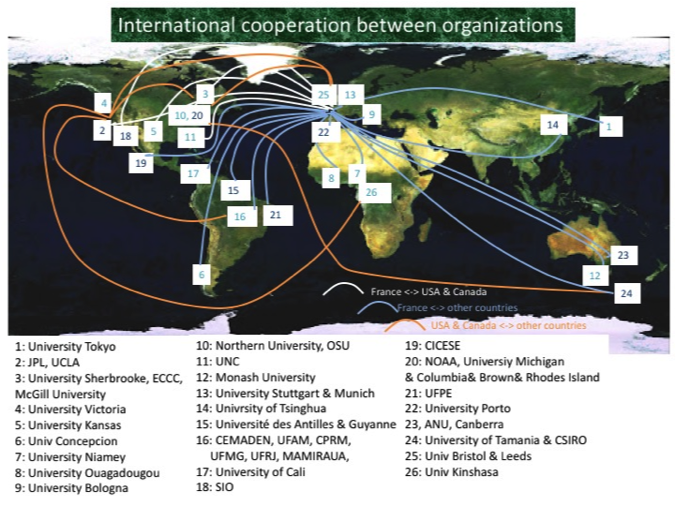 International cooperation between organizations
4
3
25
13
10, 20
9
2
18
5
11
22
14
1
19
17
8
7
15
26
16
21
23
6
12
24
France <-> USA & Canada
France <-> other countries
USA & Canada <-> other countries
1: University Tokyo
2: JPL, UCLA
3: University Sherbrooke, ECCC,
McGill University
4: University Victoria
5: University Kansas
6: Univ Concepcion
7: University Niamey
8: University Ouagadougou
9: University Bologna
10: Northern University, OSU
11: UNC
12: Monash University
13: University Stuttgart & Munich
14: Univrsity of Tsinghua
15: Université des Antilles & Guyanne
16: CEMADEN, UFAM, CPRM,
UFMG, UFRJ, MAMIRAUA,
17: University of Cali
18: SIO
19: CICESE
20: NOAA, Universiy Michigan
& Columbia& Brown& Rhodes Island
21: UFPE
22: University Porto
23, ANU, Canberra
24: University of Tamania & CSIRO
25: Univ Bristol & Leeds
26: Univ Kinshasa